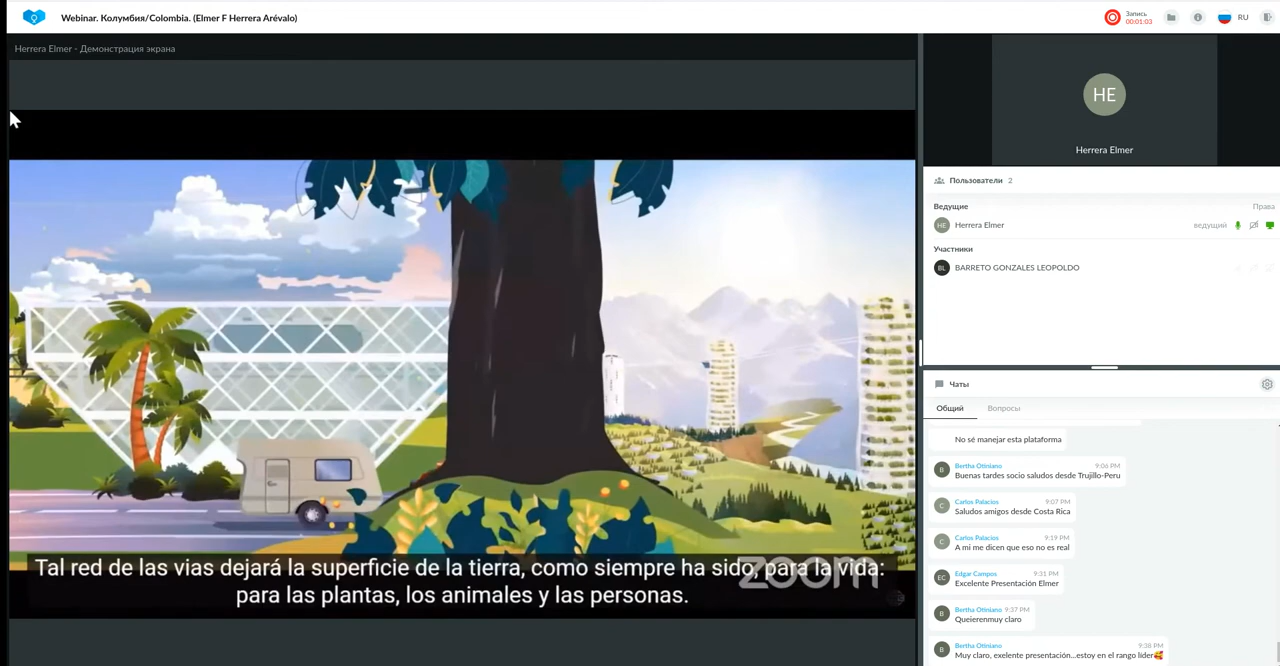 Webinar. Колумбия/Colombia. (Elmer F Herrera Arévalo)
Запись
00:01:03
RU
Herrera Elmer - Демонстрация экрана
HE
Herrera Elmer
Пользователи 2
Ведущие Права
HE Herrera Elmer ведущий
Участники
BL BARRETO GONZALES LEOPOLDO
Чаты
Общий Вопросы
No sé manejar esta plataforma
Bertha Otiniano 9:06 PM
B Buenas tardes socio saludos desde Trujillo-Peru
Carlos Palacios 9:07 PM
C Saludos amigos desde Costa Rica
Carlos Palacios 9:19 PM
C A mi me dicen que eso no es real
Edgar Campos 9:31 PM
EC Excelente Presentación Elmer
Bertha Otiniano 9:37 PM
B Queierenmuy claro
Bertha Otiniano 9:38 PM
B Muy claro, exelente presentación...estoy en el rango líder🥰
zoom
Tal red de las vias dejará la superficie de la tierra, como siempre ha sido, para la vida:
para las plantas, los animales y las personas.